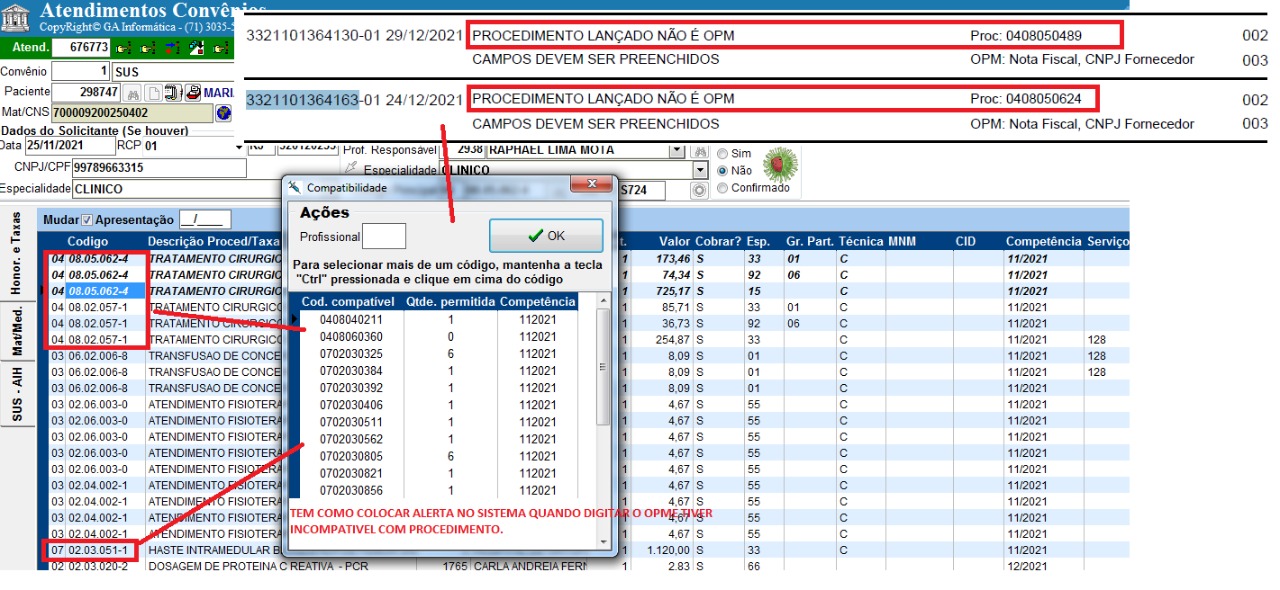 Atendimentos Convênios
CopyRight© GA Informática - (71) 3035-
Atend. 676773
Convênio 1 SUS
Paciente 298747 MARI
Mat/CNS 700009200250402
Dados do Solicitante (Se houver)
Data 25/11/2021 RCP 01
CNPJ/CPF 99789663315
Especialidade CLINICO
3321101364130-01 29/12/2021 PROCEDIMENTO LANÇADO NÃO É OPM Proc: 0408050489 002
CAMPOS DEVEM SER PREENCHIDOS OPM: Nota Fiscal, CNPJ Fornecedor 003
3321101364163-01 24/12/2021 PROCEDIMENTO LANÇADO NÃO É OPM Proc: 0408050624 002
CAMPOS DEVEM SER PREENCHIDOS OPM: Nota Fiscal, CNPJ Fornecedor 003
Prof. Responsável 2938 RAPHAEL LIMA MOTA
Especialidade CLINICO
S724
Sim
Não
Confirmado
Honor. e Taxas
Mat/Med.
SUS - AIH
Mudar Apresentação _/__
Codigo Descrição Proced/Taxa t. Valor Cobrar? Esp. Gr. Part. Técnica MNM CID Competência Serviço
04 08.05.062-4 TRATAMENTO CIRURGIC 1 173,46 S 33 01 C 11/2021
04 08.05.062-4 TRATAMENTO CIRURGIC 1 74,34 S 92 06 C 11/2021
04 08.05.062-4 TRATAMENTO CIRURGIC 1 725,17 S 15 C 11/2021
04 08.02.057-1 TRATAMENTO CIRURGICO 1 85,71 S 33 01 C 11/2021
04 08.02.057-1 TRATAMENTO CIRURGICO 1 36,73 S 92 06 C 11/2021
04 08.02.057-1 TRATAMENTO CIRURGICO 1 254,87 S 33 C 11/2021 128
03 06.02.006-8 TRANSFUSAO DE CONCE 1 8,09 S 01 C 11/2021 128
03 06.02.006-8 TRANSFUSAO DE CONCE 1 8,09 S 01 C 11/2021 128
03 06.02.006-8 TRANSFUSAO DE CONCE 1 8,09 S 01 C 11/2021
03 02.06.003-0 ATENDIMENTO FISIOTERA 1 4,67 S 55 C 11/2021
03 02.06.003-0 ATENDIMENTO FISIOTERA 1 4,67 S 55 C 11/2021
03 02.06.003-0 ATENDIMENTO FISIOTERA 1 4,67 S 55 C 11/2021
03 02.06.003-0 ATENDIMENTO FISIOTERA 1 4,67 S 55 C 11/2021
03 02.06.003-0 ATENDIMENTO FISIOTERA 1 4,67 S 55 C 11/2021
03 02.04.002-1 ATENDIMENTO FISIOTERA 1 4,67 S 55 C 11/2021
03 02.04.002-1 ATENDIMENTO FISIOTERA 1 4,67 S 55 C 11/2021
03 02.04.002-1 ATENDIMENTO FISIOTERA 4,67 S 55 C 11/2021
03 02.04.002-1 ATENDIMENTO FISIOTERA 1 4,67 S 55 C 11/2021
07 02.03.051-1 HASTE INTRAMEDULAR B 1 1.120,00 S 33 C 11/2021
02 02.03.020-2 DOSAGEM DE PROTEINA C REATIVA - PCR 1765 CARLA ANDREIA FERN 1 2,83 S 66 12/2021
Compatibilidade
Ações
Profissional OK
Para selecionar mais de um código, mantenha a tecla
"Ctrl" pressionada e clique em cima do código
Cod. compatível Qtde. permitida Competência
0408040211 1 112021
0408060360 0 112021
0702030325 6 112021
0702030384 1 112021
0702030392 1 112021
0702030406 1 112021
0702030511 1 112021
0702030562 1 112021
0702030805 6 112021
0702030821 1 112021
0702030856 1 112021
TEM COMO COLOCAR ALERTA NO SISTEMA QUANDO DIGITAR O OPME TIVER
INCOMPATIVEL COM PROCEDIMENTO.